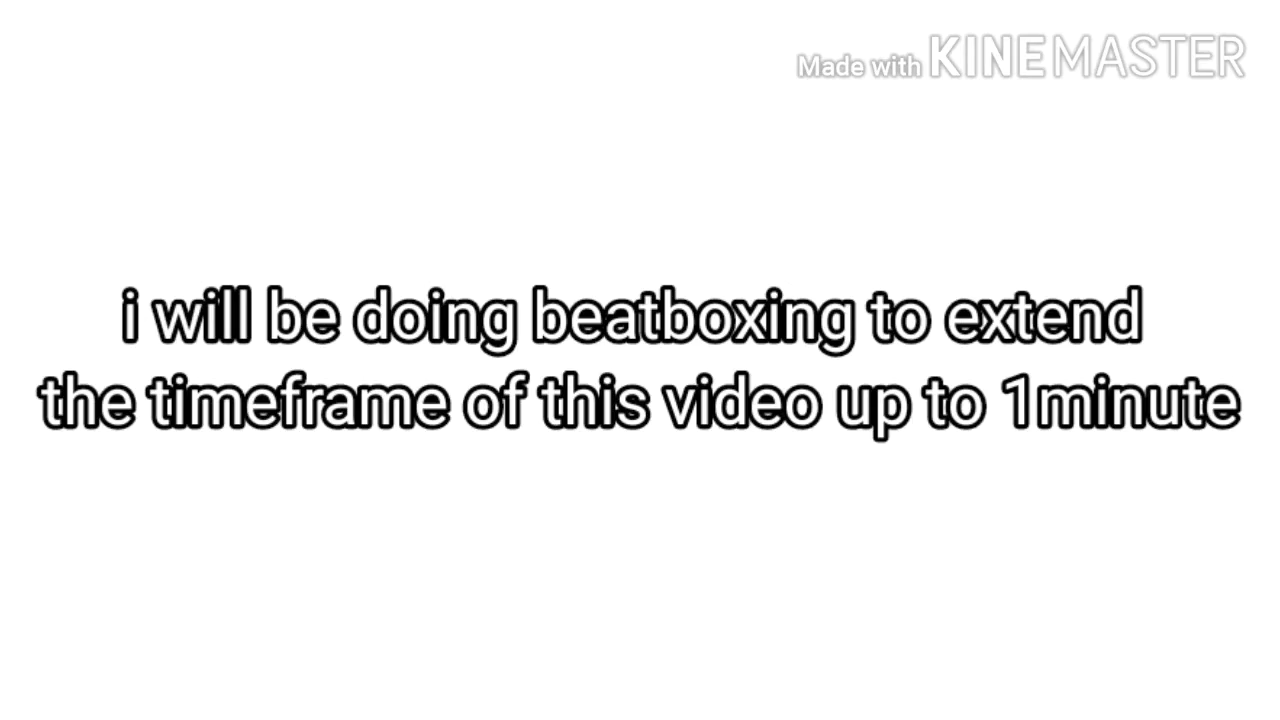 Made with KINEMASTER
i will be doing beatboxing to extend
the timeframe of this video up to 1minute